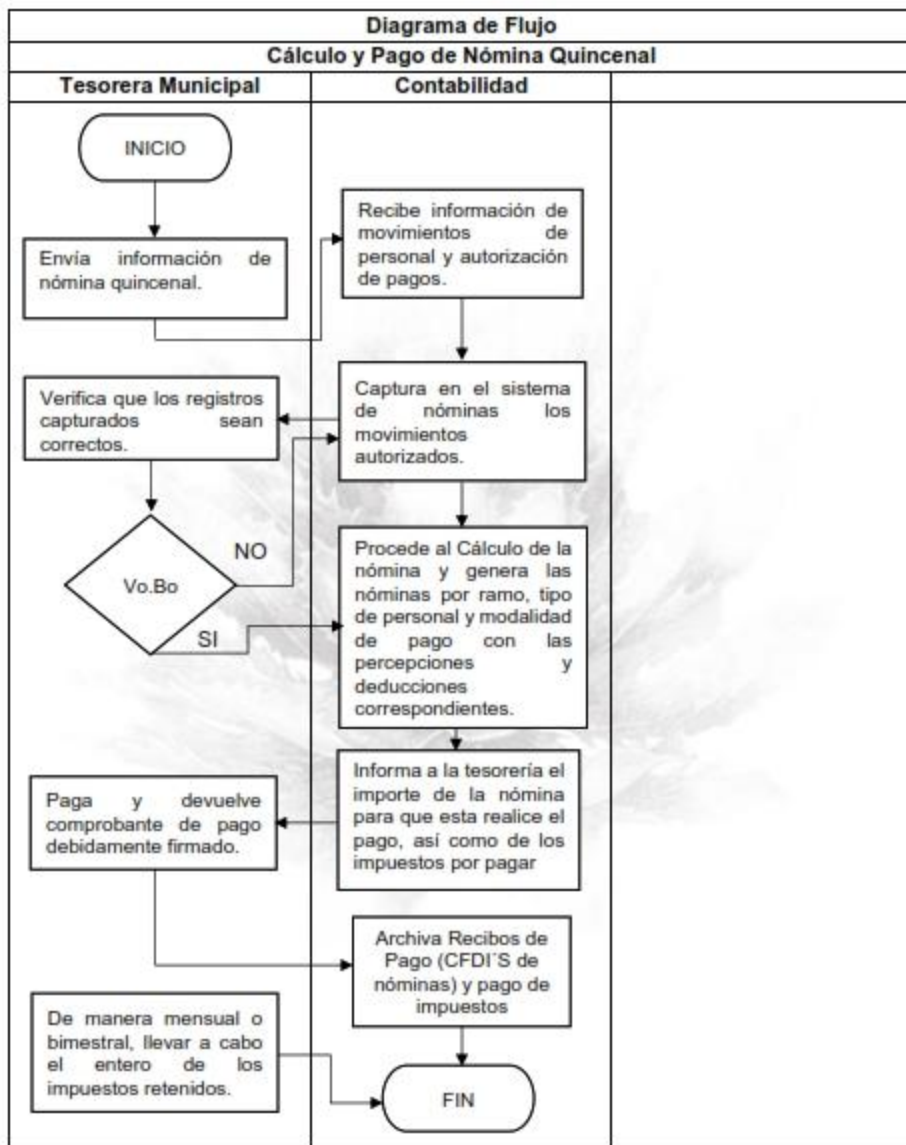 Diagrama de Flujo
Cálculo y Pago de Nómina Quincenal
Tesorera Municipal
Contabilidad
INICIO
Envía información de
nómina quincenal.
Recibe información de
movimientos de
personal y autorización
de pagos.
Captura en el sistema
de nóminas los
movimientos
autorizados.
Verifica que los registros
capturados sean
correctos.
Vo.Bo
NO
SI
Procede al Cálculo de la
nómina y genera las
nóminas por ramo, tipo
de personal y modalidad
de pago con las
percepciones y
deducciones
correspondientes.
Informa a la tesorería el
importe de la nómina
para que esta realice el
pago, así como de los
impuestos por pagar
Paga y devuelve
comprobante de pago
debidamente firmado.
Archiva Recibos de
Pago (CFDI´S de
nóminas) y pago de
impuestos
De manera mensual o
bimestral, llevar a cabo
el entero de los
impuestos retenidos.
FIN